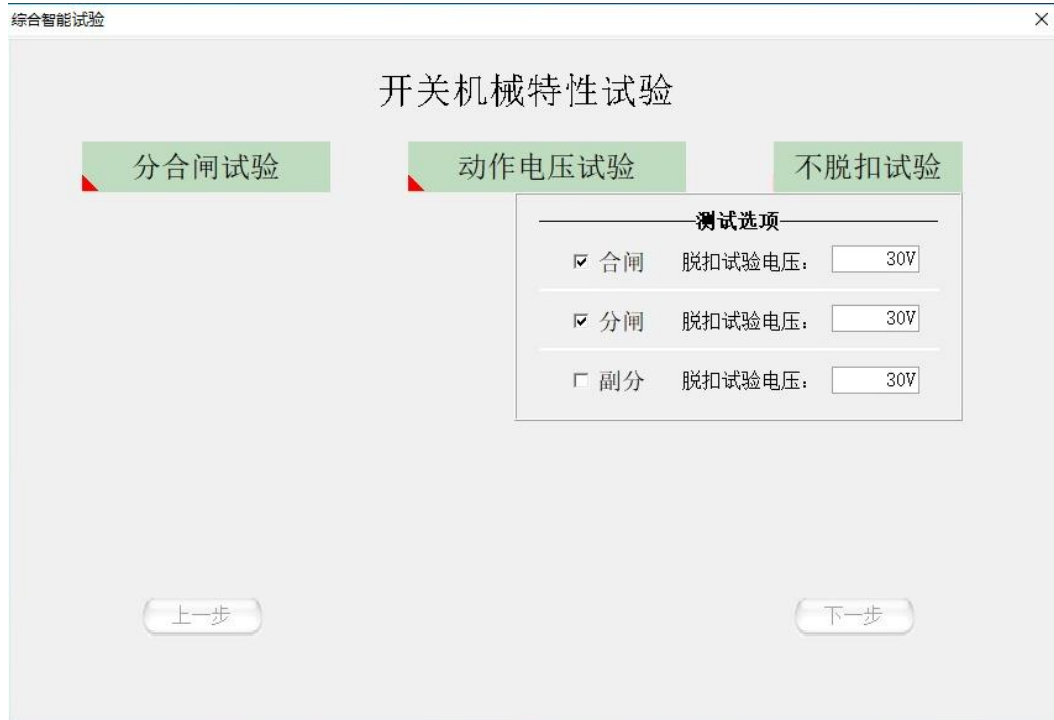 综合智能试验
开关机械特性试验
分合闸试验 动作电压试验 不脱扣试验
测试选项
合闸 脱扣试验电压： 30V
分闸 脱扣试验电压： 30V
副分 脱扣试验电压： 30V
上一步 下一步